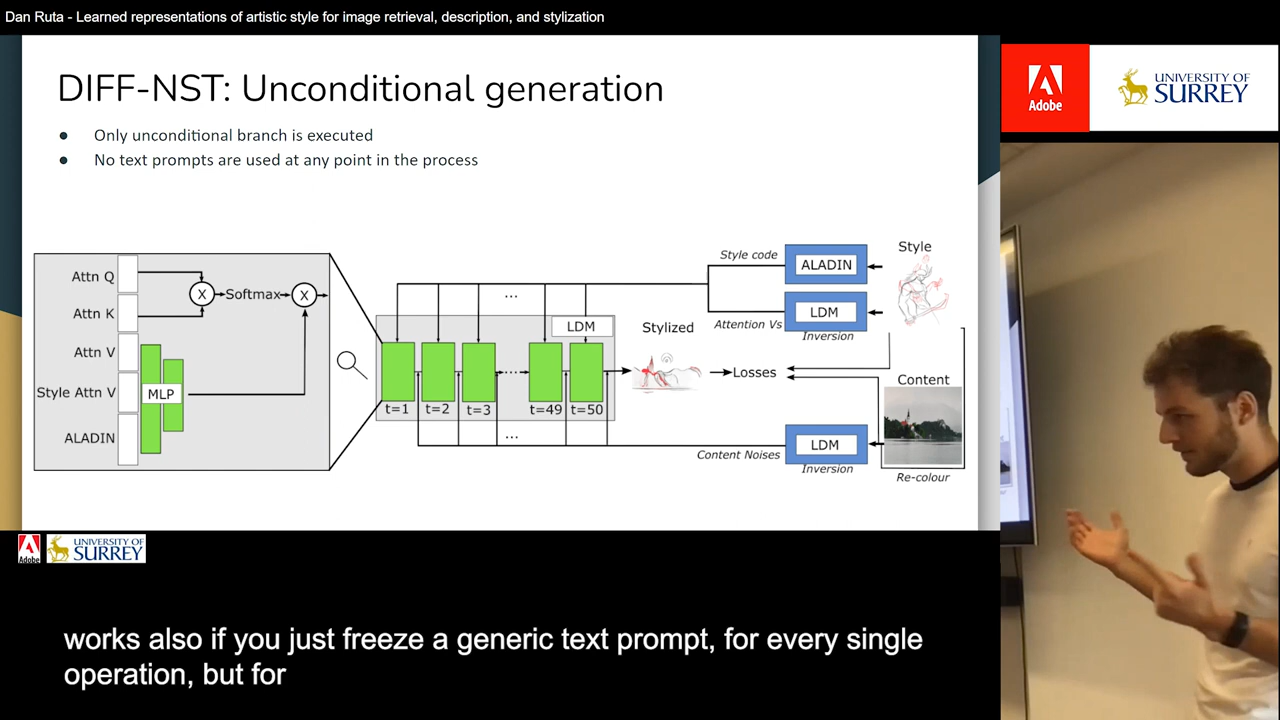 Dan Ruta - Learned representations of artistic style for image retrieval, description, and stylization
DIFF-NST: Unconditional generation
● Only unconditional branch is executed
● No text prompts are used at any point in the process
Attn Q
Attn K
Attn V
Style Attn V
ALADIN
X
Softmax
X
MLP
LDM
t=1
t=2
t=3
t=49
t=50
...
...
Stylized
Losses
Style code
ALADIN
Style
Attention Vs
LDM
Inversion
Content
Content Noises
LDM
Inversion
Re-colour
Adobe
UNIVERSITY OF
SURREY
Adobe
UNIVERSITY OF
SURREY
works also if you just freeze a generic text prompt, for every single
operation, but for